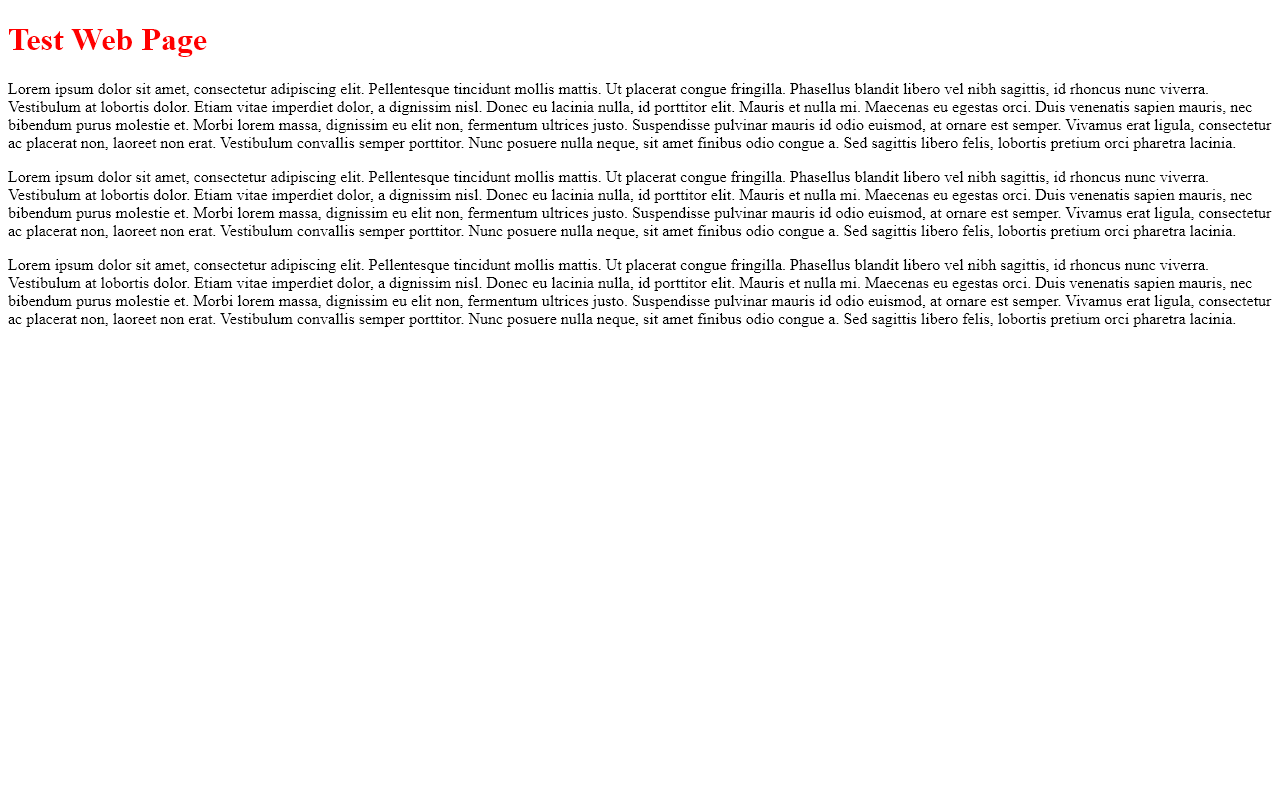 Test Web Page
Lorem ipsum dolor sit amet, consectetur adipiscing elit. Pellentesque tincidunt mollis mattis. Ut placerat congue fringilla. Phasellus blandit libero vel nibh sagittis, id rhoncus nunc viverra.
Vestibulum at lobortis dolor. Etiam vitae imperdiet dolor, a dignissim nisl. Donec eu lacinia nulla, id porttitor elit. Mauris et nulla mi. Maecenas eu egestas orci. Duis venenatis sapien mauris, nec
bibendum purus molestie et. Morbi lorem massa, dignissim eu elit non, fermentum ultrices justo. Suspendisse pulvinar mauris id odio euismod, at ornare est semper. Vivamus erat ligula, consectetur
ac placerat non, laoreet non erat. Vestibulum convallis semper porttitor. Nunc posuere nulla neque, sit amet finibus odio congue a. Sed sagittis libero felis, lobortis pretium orci pharetra lacinia.
Lorem ipsum dolor sit amet, consectetur adipiscing elit. Pellentesque tincidunt mollis mattis. Ut placerat congue fringilla. Phasellus blandit libero vel nibh sagittis, id rhoncus nunc viverra.
Vestibulum at lobortis dolor. Etiam vitae imperdiet dolor, a dignissim nisl. Donec eu lacinia nulla, id porttitor elit. Mauris et nulla mi. Maecenas eu egestas orci. Duis venenatis sapien mauris, nec
bibendum purus molestie et. Morbi lorem massa, dignissim eu elit non, fermentum ultrices justo. Suspendisse pulvinar mauris id odio euismod, at ornare est semper. Vivamus erat ligula, consectetur
ac placerat non, laoreet non erat. Vestibulum convallis semper porttitor. Nunc posuere nulla neque, sit amet finibus odio congue a. Sed sagittis libero felis, lobortis pretium orci pharetra lacinia.
Lorem ipsum dolor sit amet, consectetur adipiscing elit. Pellentesque tincidunt mollis mattis. Ut placerat congue fringilla. Phasellus blandit libero vel nibh sagittis, id rhoncus nunc viverra.
Vestibulum at lobortis dolor. Etiam vitae imperdiet dolor, a dignissim nisl. Donec eu lacinia nulla, id porttitor elit. Mauris et nulla mi. Maecenas eu egestas orci. Duis venenatis sapien mauris, nec
bibendum purus molestie et. Morbi lorem massa, dignissim eu elit non, fermentum ultrices justo. Suspendisse pulvinar mauris id odio euismod, at ornare est semper. Vivamus erat ligula, consectetur
ac placerat non, laoreet non erat. Vestibulum convallis semper porttitor. Nunc posuere nulla neque, sit amet finibus odio congue a. Sed sagittis libero felis, lobortis pretium orci pharetra lacinia.